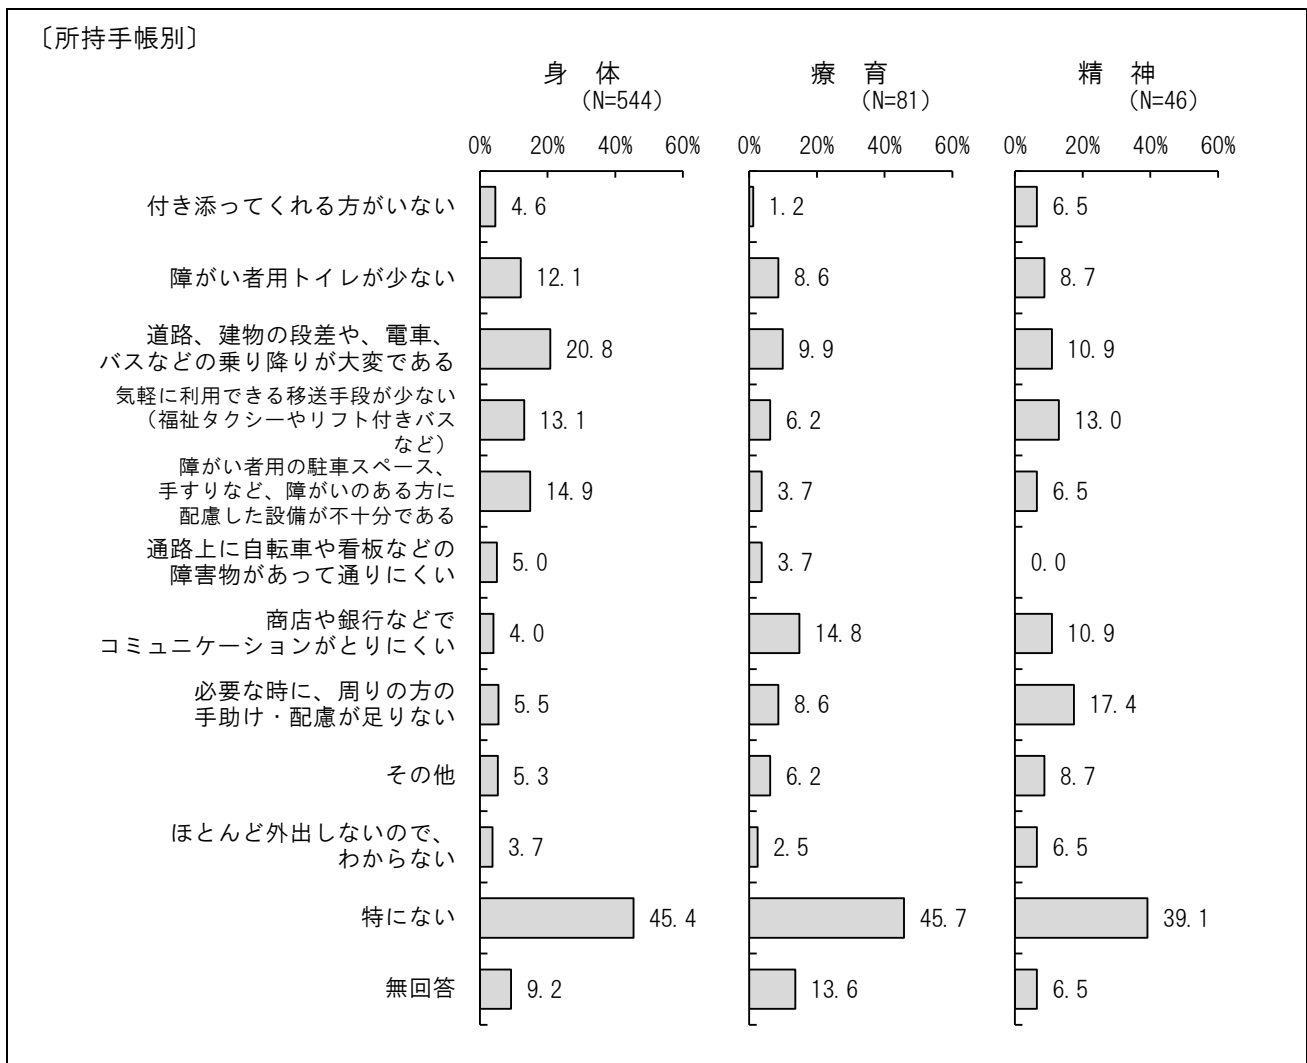 〔所持手帳別〕
身 体 療 育 精 神
(N=544) (N=81) (N=46)
0% 20% 40% 60% 0% 20% 40% 60% 0% 20% 40% 60%
付き添ってくれる方がいない 4.6 1.2 6.5
障がい者用トイレが少ない 12.1 8.6 8.7
道路、建物の段差や、電車、
バスなどの乗り降りが大変である 20.8 9.9 10.9
気軽に利用できる移送手段が少ない
(福祉タクシーやリフト付きバス 13.1 6.2 13.0
など)
障がい者用の駐車スペース、
手すりなど、障がいのある方に 14.9 3.7 6.5
配慮した設備が不十分である
通路上に自転車や看板などの
障害物があって通りにくい 5.0 3.7 0.0
商店や銀行などで
コミュニケーションがとりにくい 4.0 14.8 10.9
必要な時に、周りの方の
手助け・配慮が足りない 5.5 8.6 17.4
その他 5.3 6.2 8.7
ほとんど外出しないので、
わからない 3.7 2.5 6.5
特にない 45.4 45.7 39.1
無回答 9.2 13.6 6.5